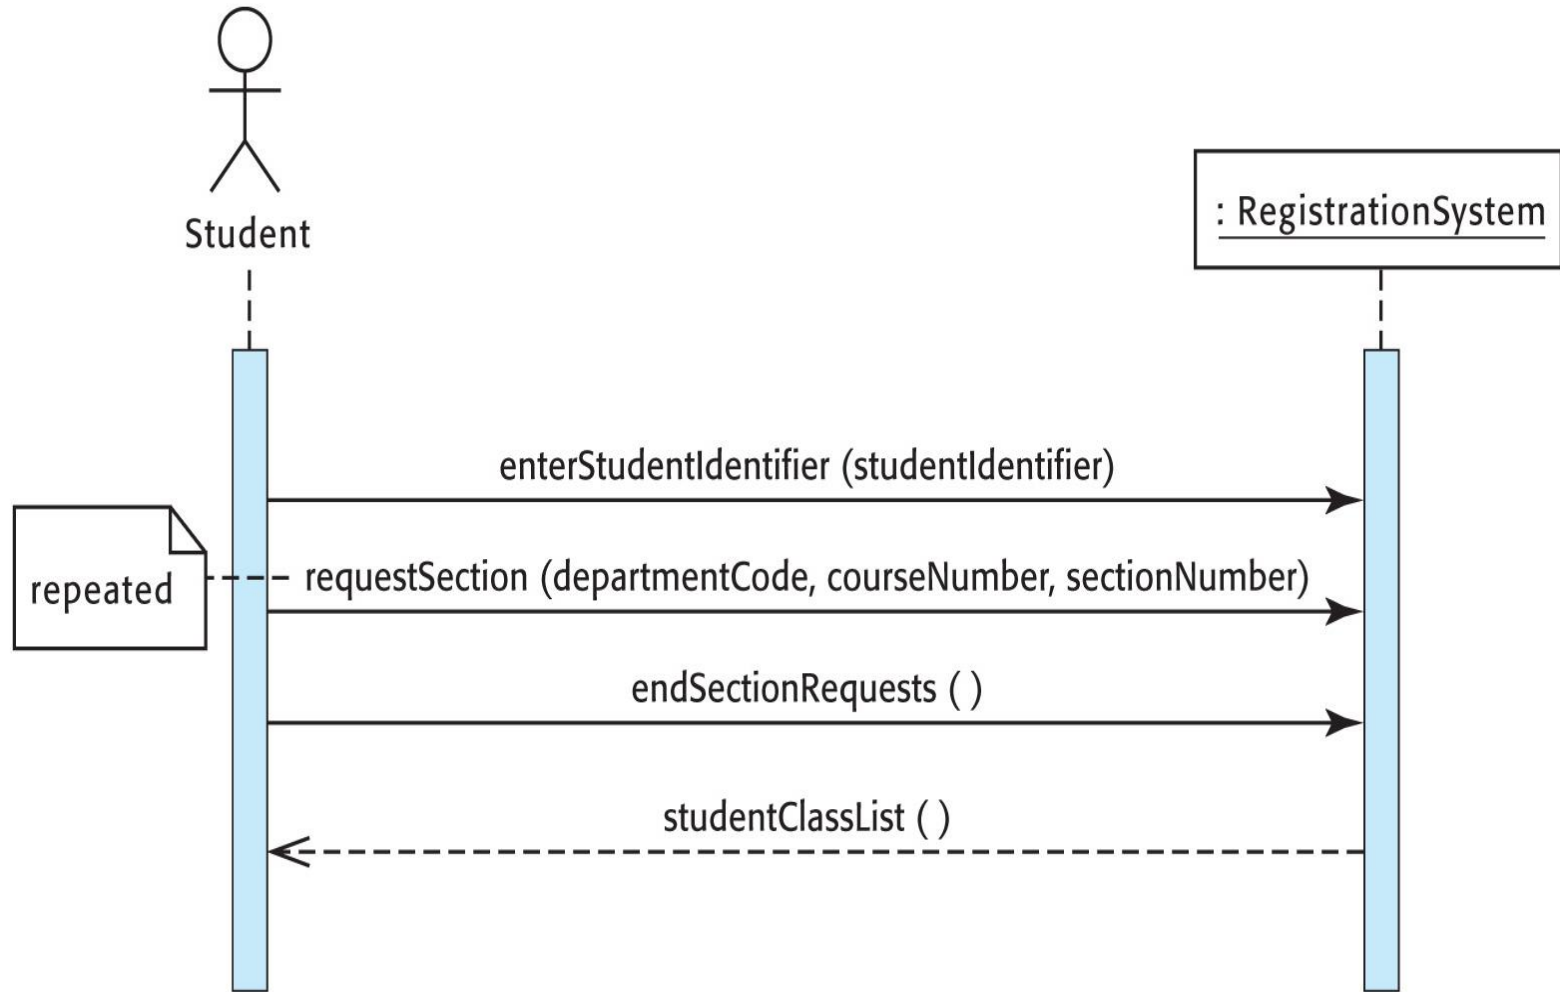 Student
: RegistrationSystem
enterStudentIdentifier (studentIdentifier)
repeated
requestSection (departmentCode, courseNumber, sectionNumber)
endSectionRequests ( )
studentClassList ( )